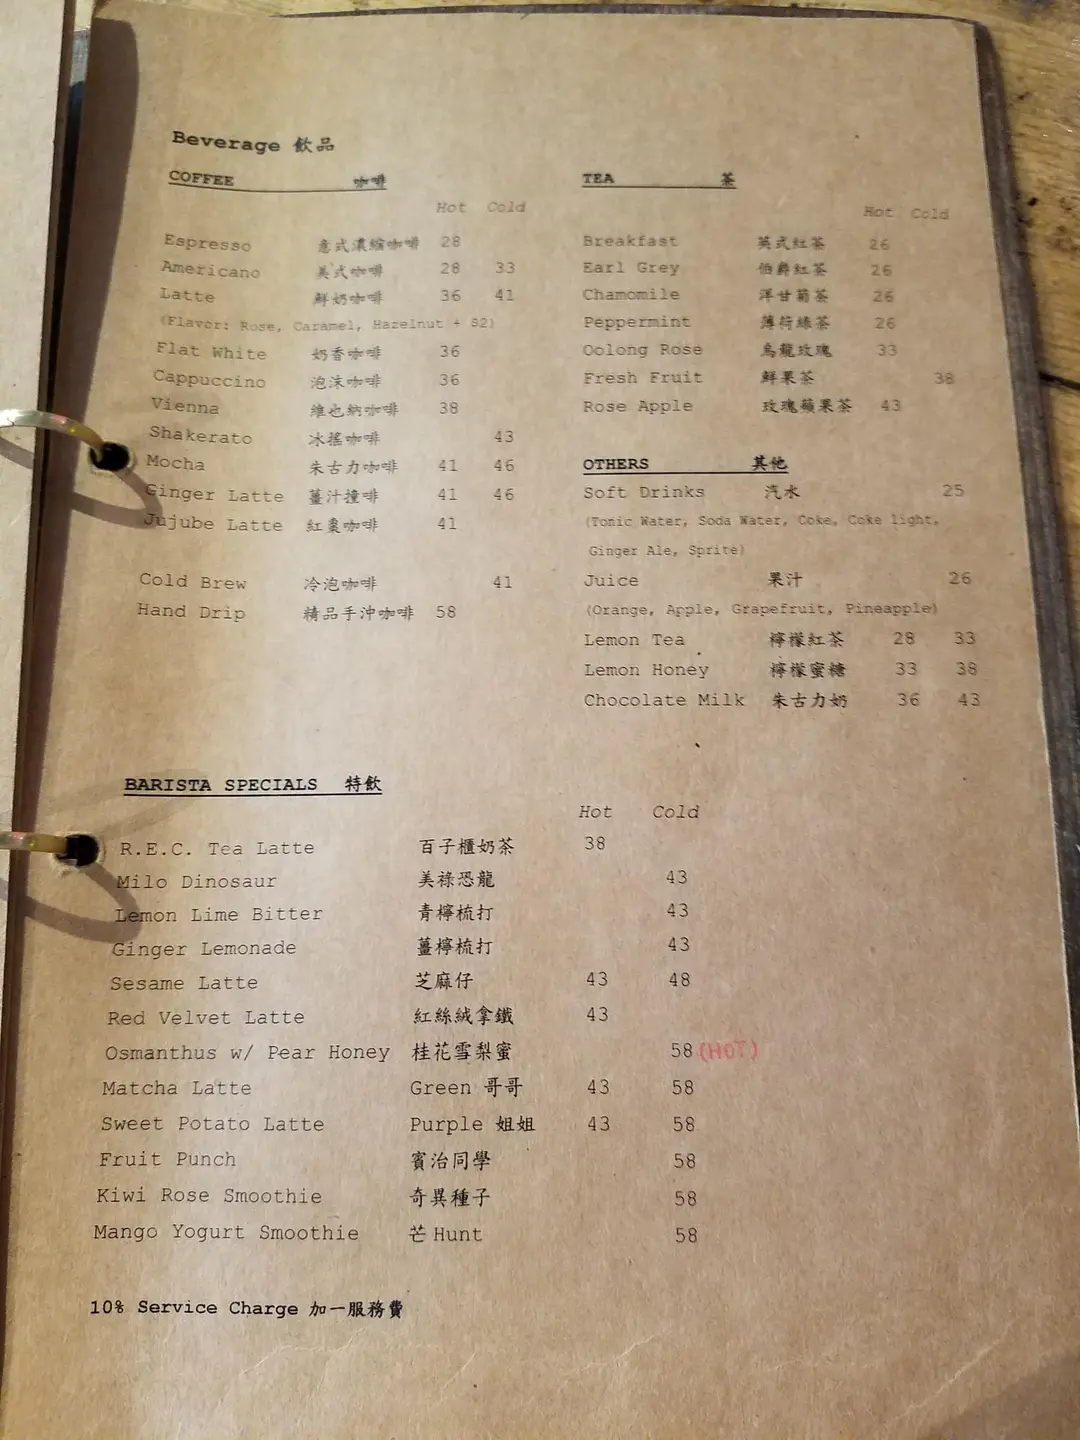 Beverage 飲品
COFFEE 咖啡
Hot Cold
Espresso 意式濃縮咖啡 28
Americano 美式咖啡 28 33
Latte 鮮奶咖啡 36 41
(Flavor: Rose, Caramel, Hazelnut + $2)
Flat White 奶香咖啡 36
Cappuccino 泡沫咖啡 36
Vienna 維也納咖啡 38
Shakerato 冰搖咖啡 43
Mocha 朱古力咖啡 41 46
Ginger Latte 薑汁撞啡 41 46
Jujube Latte 紅棗咖啡 41
Cold Brew 冷泡咖啡 41
Hand Drip 精品手沖咖啡 58
TEA 茶
Hot Cold
Breakfast 英式紅茶 26
Earl Grey 伯爵紅茶 26
Chamomile 洋甘菊茶 26
Peppermint 薄荷綠茶 26
Oolong Rose 烏龍玫瑰 33
Fresh Fruit 鮮果茶 38
Rose Apple 玫瑰蘋果茶 43
OTHERS 其他
Soft Drinks 汽水 25
(Tonic Water, Soda Water, Coke, Coke light,
Ginger Ale, Sprite)
Juice 果汁 26
(Orange, Apple, Grapefruit, Pineapple)
Lemon Tea 檸檬紅茶 28 33
Lemon Honey 檸檬蜜糖 33 38
Chocolate Milk 朱古力奶 36 43
BARISTA SPECIALS 特飲
Hot Cold
R.E.C. Tea Latte 百子櫃奶茶 38
Milo Dinosaur 美祿恐龍 43
Lemon Lime Bitter 青檸梳打 43
Ginger Lemonade 薑檸梳打 43
Sesame Latte 芝麻仔 43 48
Red Velvet Latte 紅絲絨拿鐵 43
Osmanthus w/ Pear Honey 桂花雪梨蜜 58 (HOT)
Matcha Latte Green 哥哥 43 58
Sweet Potato Latte Purple 姐姐 43 58
Fruit Punch 賓治同學 58
Kiwi Rose Smoothie 奇異種子 58
Mango Yogurt Smoothie 芒Hunt 58
10% Service Charge 加一服務費